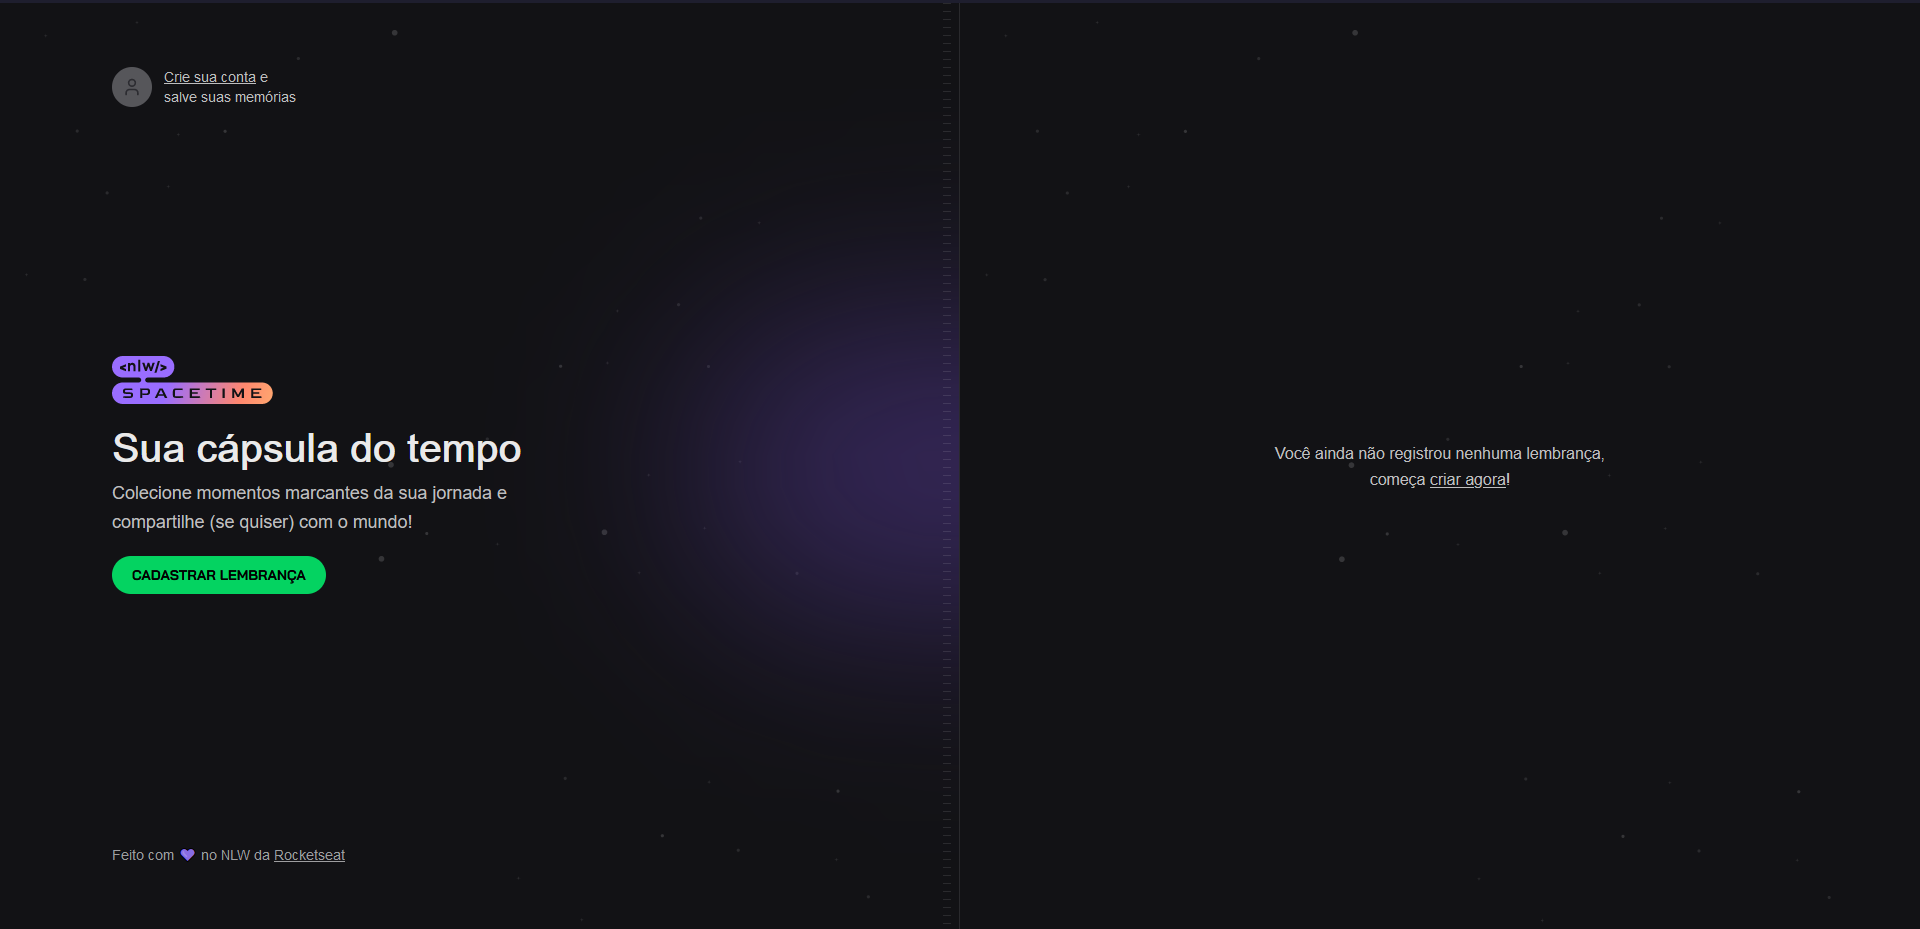 Crie sua conta e
salve suas memórias
<nlw/>
SPACETIME
Sua cápsula do tempo
Colecione momentos marcantes da sua jornada e
compartilhe (se quiser) com o mundo!
CADASTRAR LEMBRANÇA
Feito com 💜 no NLW da Rocketseat
Você ainda não registrou nenhuma lembrança,
começa criar agora!